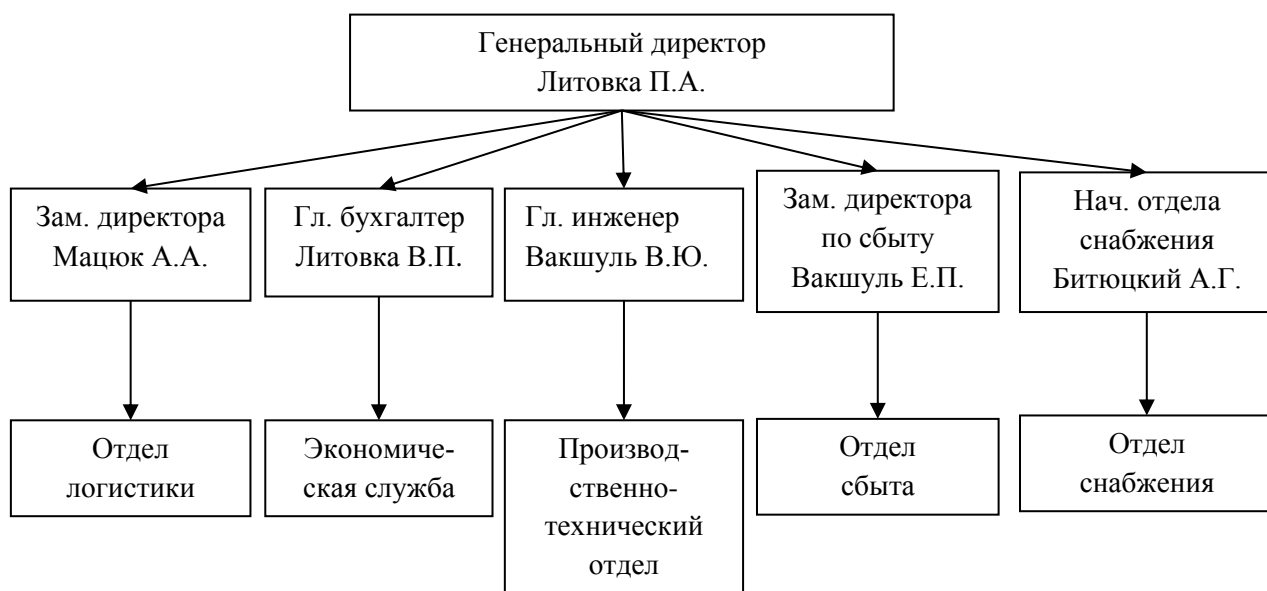 Генеральный директор
Литовка П.А.
Зам. директора
Мацюк А.А.
Гл. бухгалтер
Литовка В.П.
Гл. инженер
Вакшуль В.Ю.
Зам. директора
по сбыту
Вакшуль Е.П.
Нач. отдела
снабжения
Битюцкий А.Г.
Отдел
логистики
Экономиче-
ская служба
Производ-
ственно-
технический
отдел
Отдел
сбыта
Отдел
снабжения